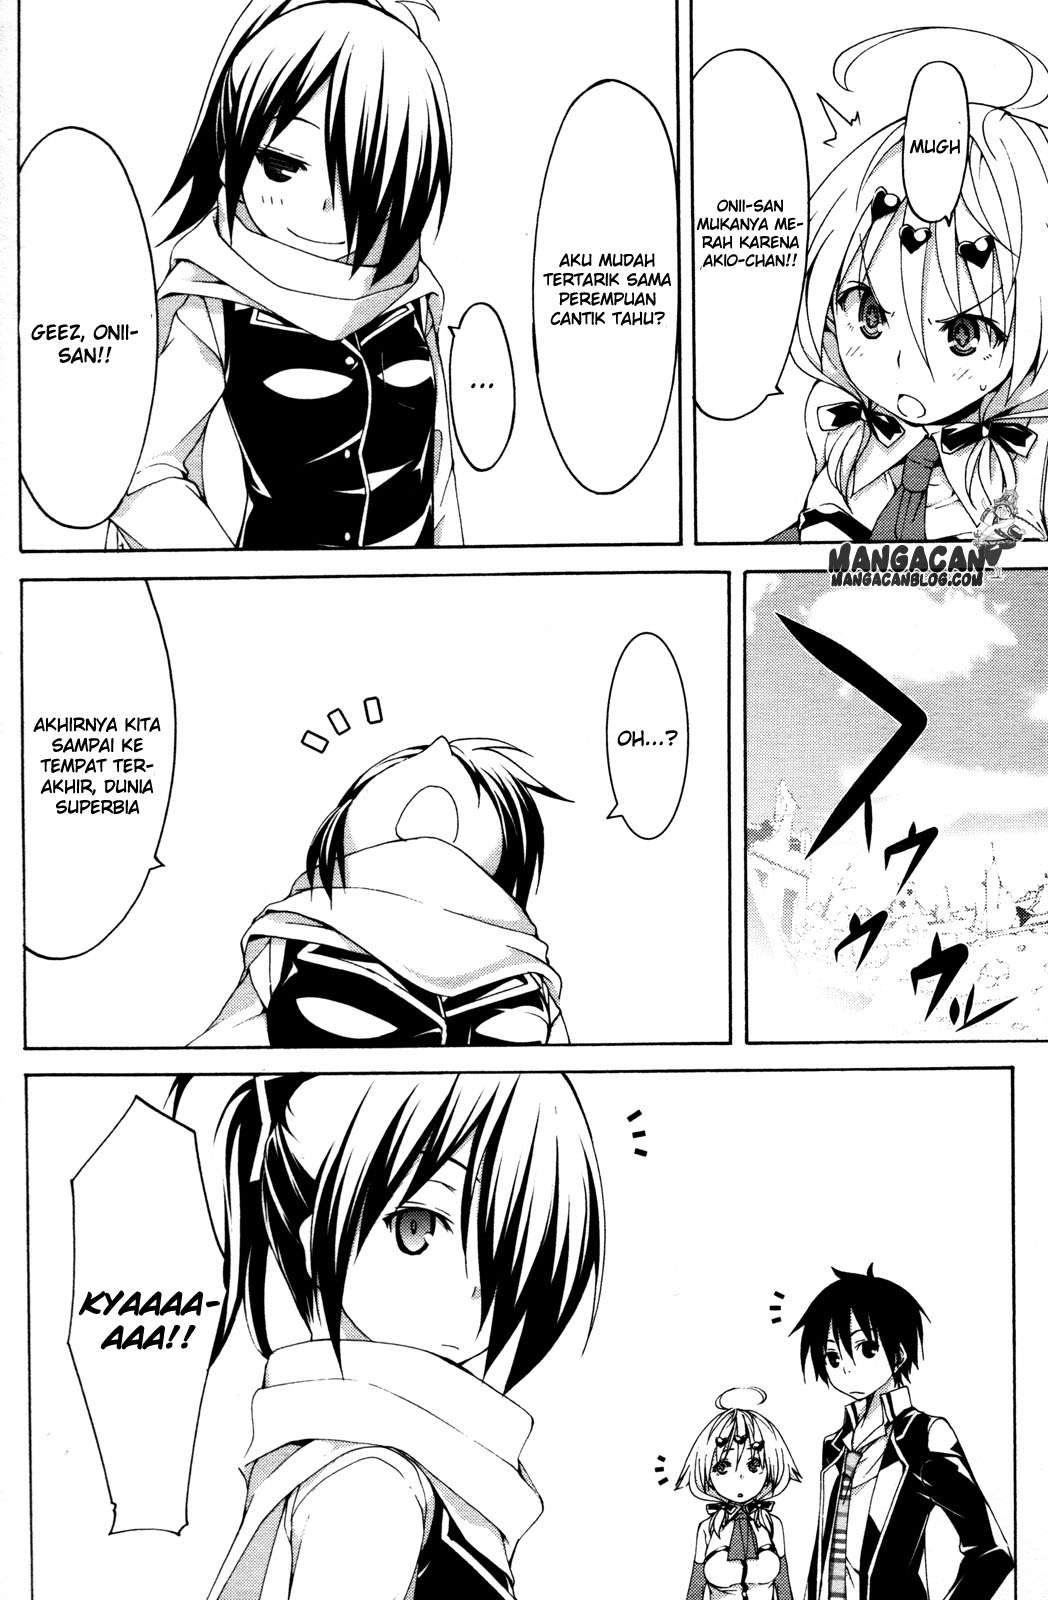 MUGH
ONII-SAN
MUKANYA ME-
RAH KARENA
AKIO-CHAN!!
AKU MUDAH
TERTARIK SAMA
PEREMPUAN
CANTIK TAHU?
...
GEEZ, ONII-
SAN!!
MANGACAN
MANGACANBLOG.COM
OH...?
AKHIRNYA KITA
SAMPAI KE
TEMPAT TER-
AKHIR, DUNIA
SUPERBIA
KYAAAA-
AAA!!